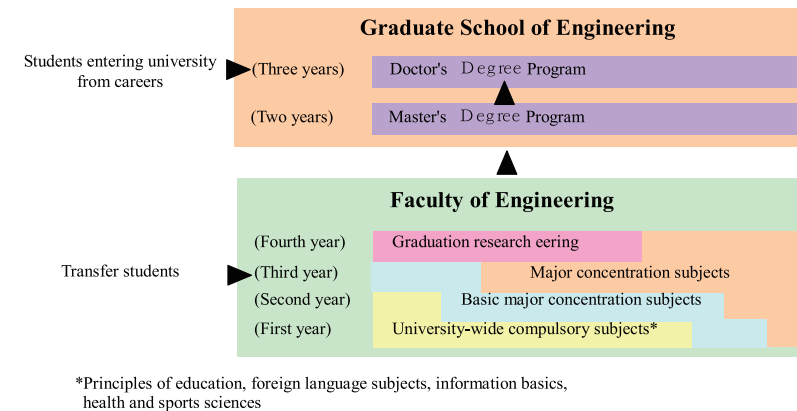 Graduate School of Engineering
Students entering university
from careers
(Three years) Doctor's Degree Program
(Two years) Master's Degree Program
Faculty of Engineering
(Fourth year) Graduation research eering
Transfer students
(Third year) Major concentration subjects
(Second year) Basic major concentration subjects
(First year) University-wide compulsory subjects*
*Principles of education, foreign language subjects, information basics,
health and sports sciences